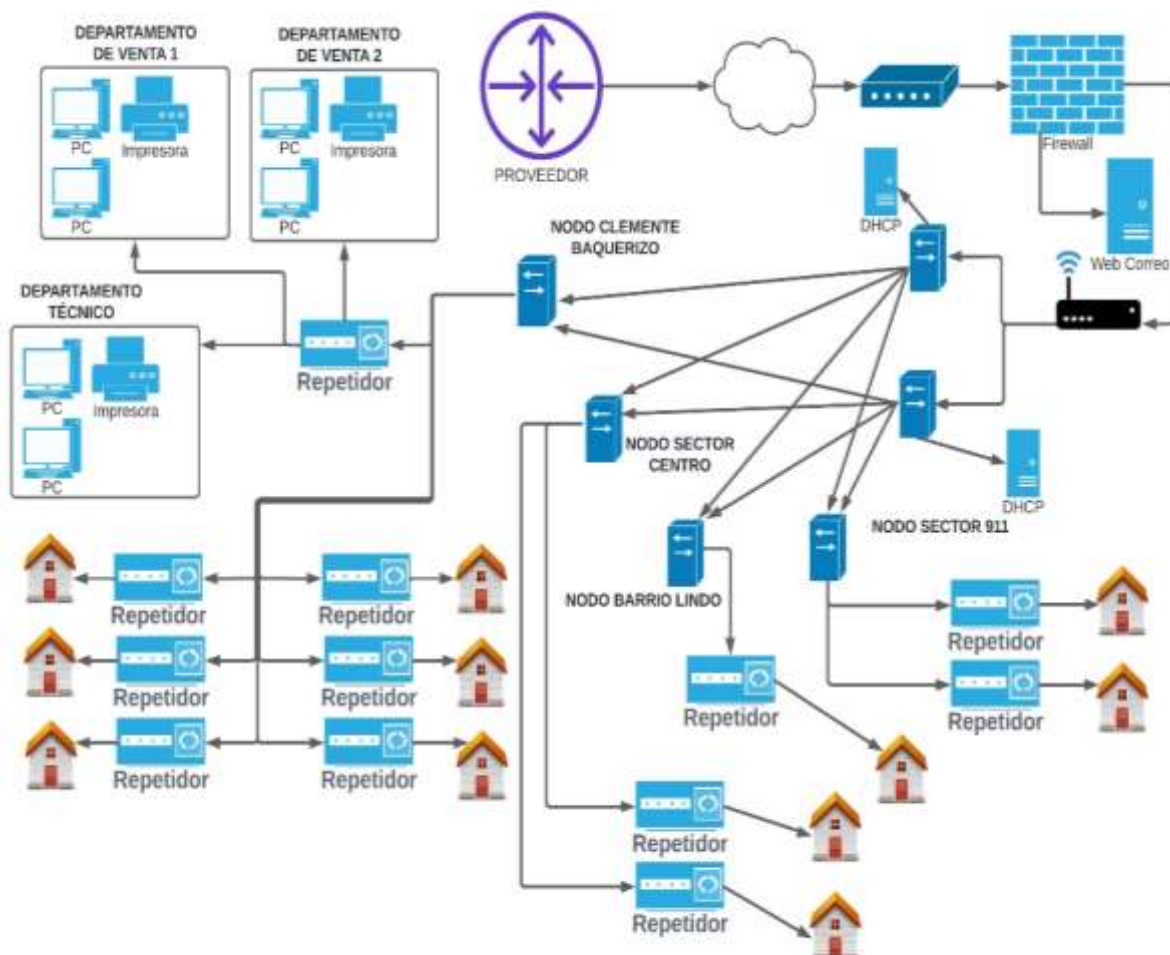 DEPARTAMENTO
DE VENTA 1
PC
Impresora
PC
DEPARTAMENTO
DE VENTA 2
PC
Impresora
PC
PROVEEDOR
Firewall
Web Correo
DHCP
NODO CLEMENTE
BAQUERIZO
DEPARTAMENTO
TÉCNICO
PC
Impresora
PC
Repetidor
NODO SECTOR
CENTRO
DHCP
NODO SECTOR 911
NODO BARRIO LINDO
Repetidor
Repetidor
Repetidor
Repetidor
Repetidor
Repetidor
Repetidor
Repetidor
Repetidor
Repetidor
Repetidor